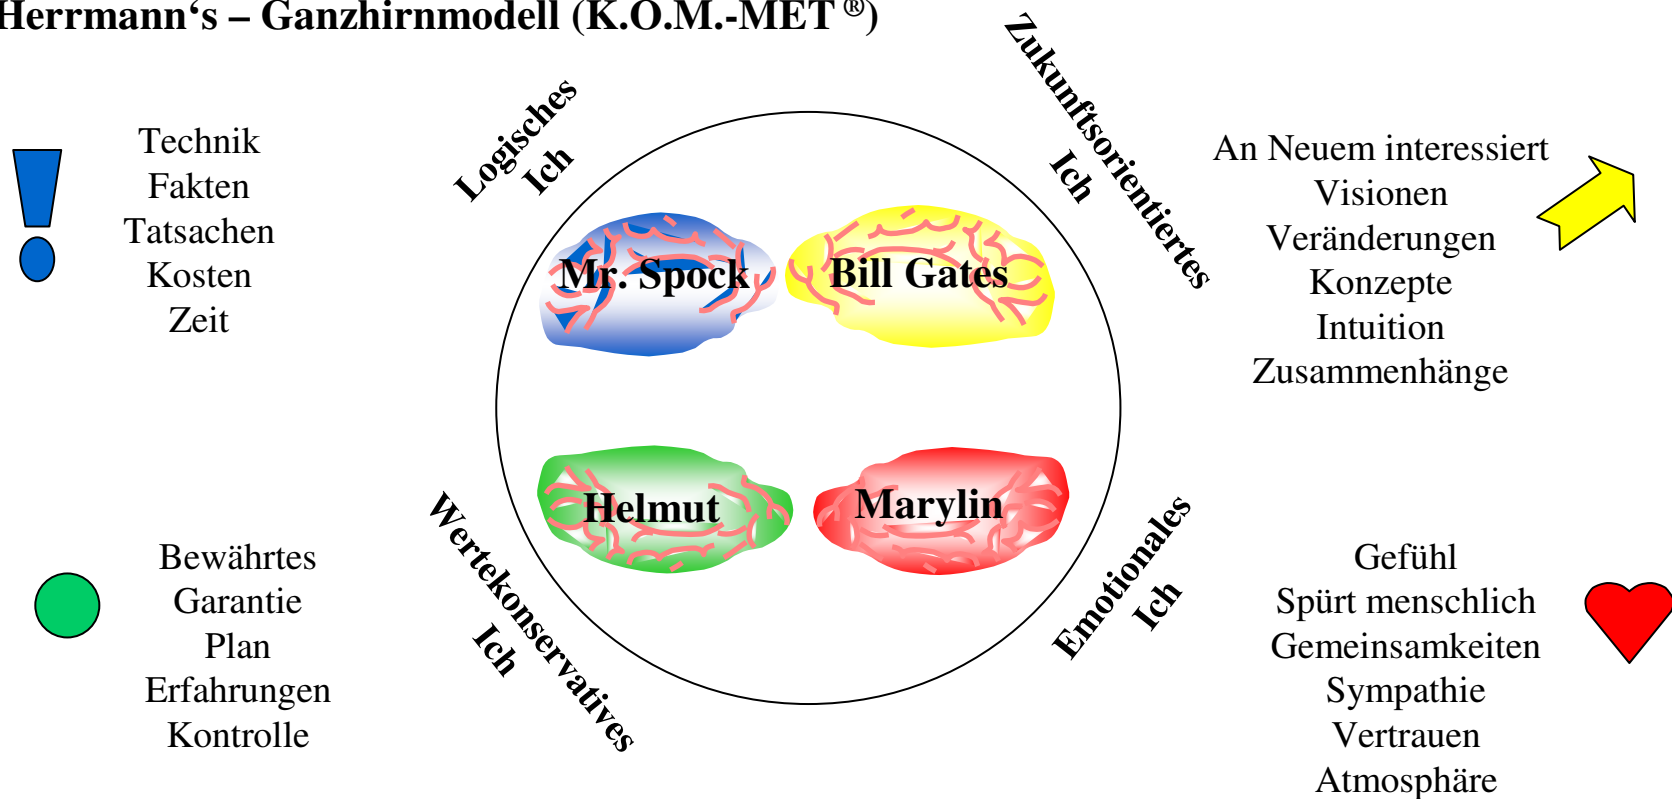 Herrmann‘s – Ganzhirnmodell (K.O.M.-MET ®)
Logisches
Ich
Zukunftsorientiertes
Ich
Technik
Fakten
Tatsachen
Kosten
Zeit
An Neuem interessiert
Visionen
Veränderungen
Konzepte
Intuition
Zusammenhänge
Mr. Spock
Bill Gates
Helmut
Marylin
Wertekonservatives
Ich
Emotionales
Ich
Bewährtes
Garantie
Plan
Erfahrungen
Kontrolle
Gefühl
Spürt menschlich
Gemeinsamkeiten
Sympathie
Vertrauen
Atmosphäre